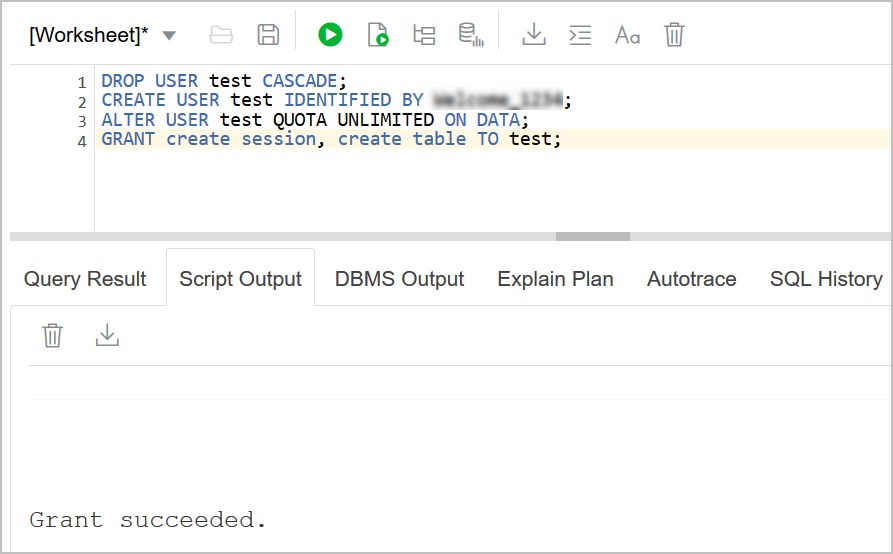 [Worksheet]*
Aa
1 DROP USER test CASCADE;
2 CREATE USER test IDENTIFIED BY ;
3 ALTER USER test QUOTA UNLIMITED ON DATA;
4 GRANT create session, create table TO test;
Query Result Script Output DBMS Output Explain Plan Autotrace SQL History
Grant succeeded.